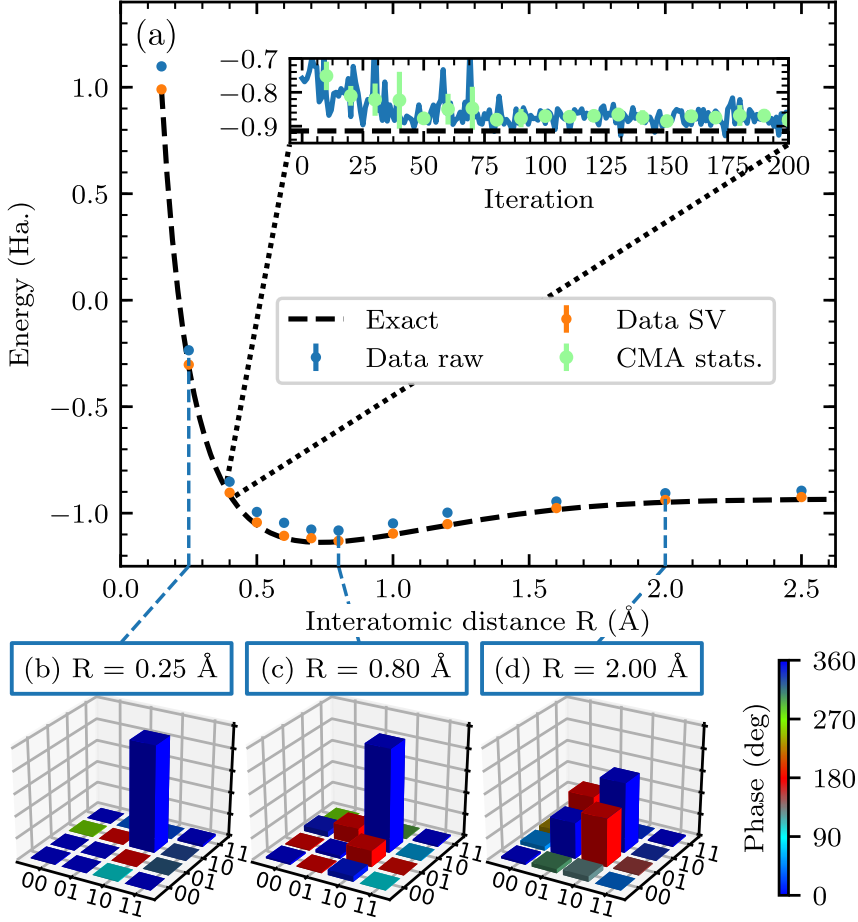 (a)
−0.7
−0.8
−0.9
0 25 50 75 100 125 150 175 200
Iteration
1.0
0.5
0.0
−0.5
−1.0
Energy (Ha.)
Exact
Data raw
Data SV
CMA stats.
0.0 0.5 1.0 1.5 2.0 2.5
Interatomic distance R (Å)
(b) R = 0.25 Å
(c) R = 0.80 Å
(d) R = 2.00 Å
00 01 10 11
00 01 10 11
00 01 10 11
00 01 10 11
00 01 10 11
00 01 10 11
360
270
180
90
0
Phase (deg)